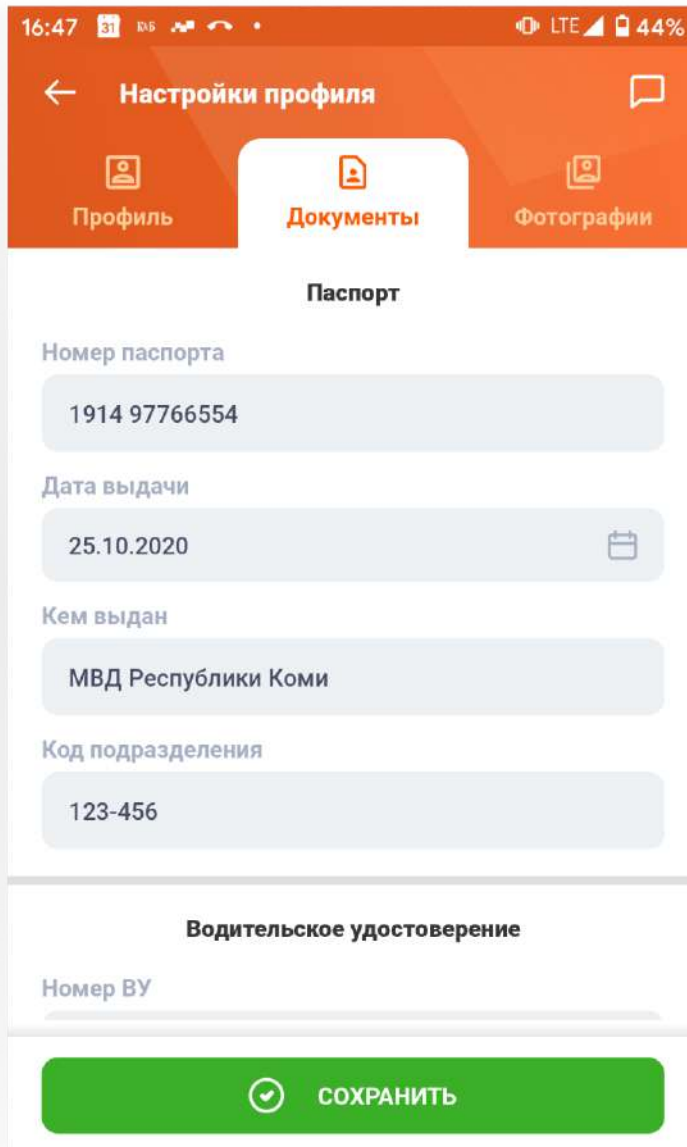 16:47 31 LTE 44%
Настройки профиля
Профиль Документы Фотографии
Паспорт
Номер паспорта
1914 97766554
Дата выдачи
25.10.2020
Кем выдан
МВД Республики Коми
Код подразделения
123-456
Водительское удостоверение
Номер ВУ
СОХРАНИТЬ